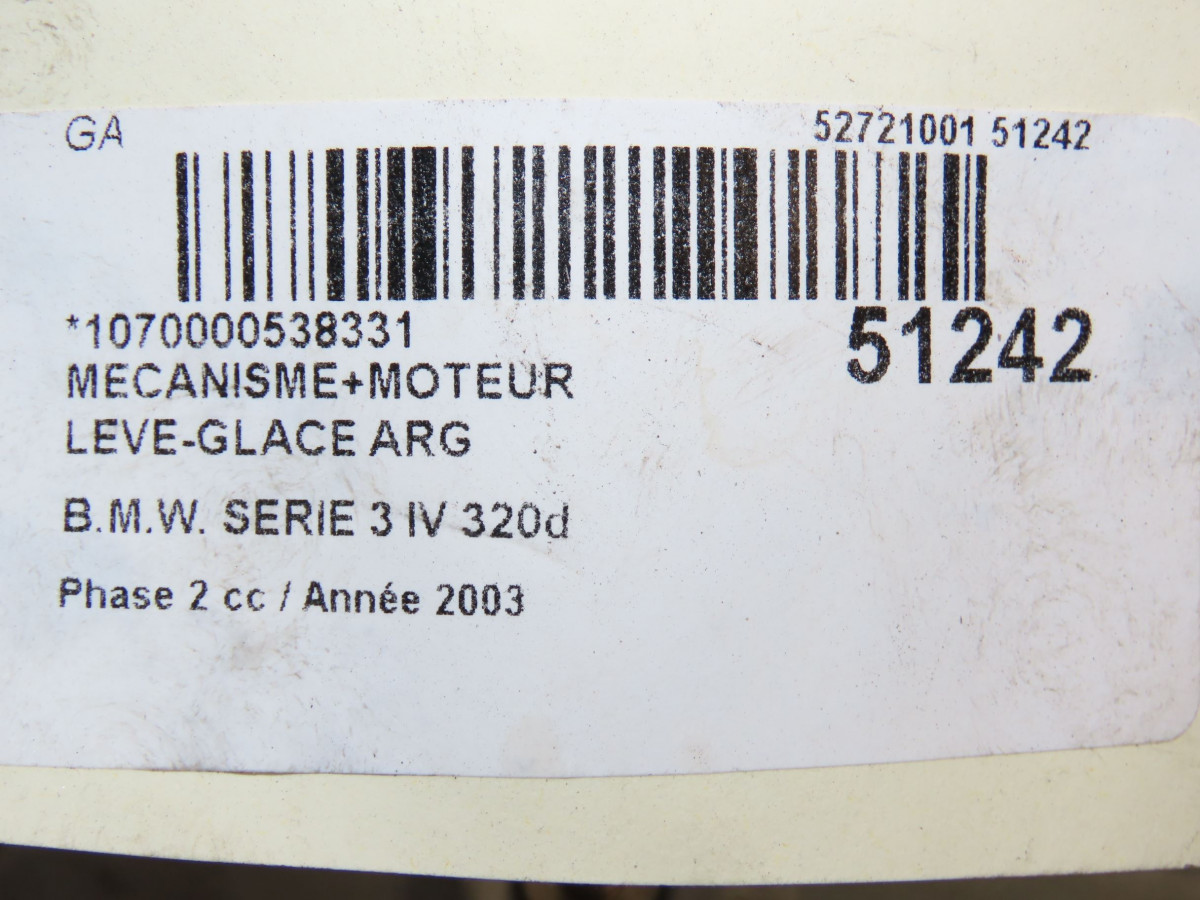 GA 52721001 51242
*1070000538331
51242
MECANISME+MOTEUR
LEVE-GLACE ARG
B.M.W. SERIE 3 IV 320d
Phase 2 cc / Année 2003